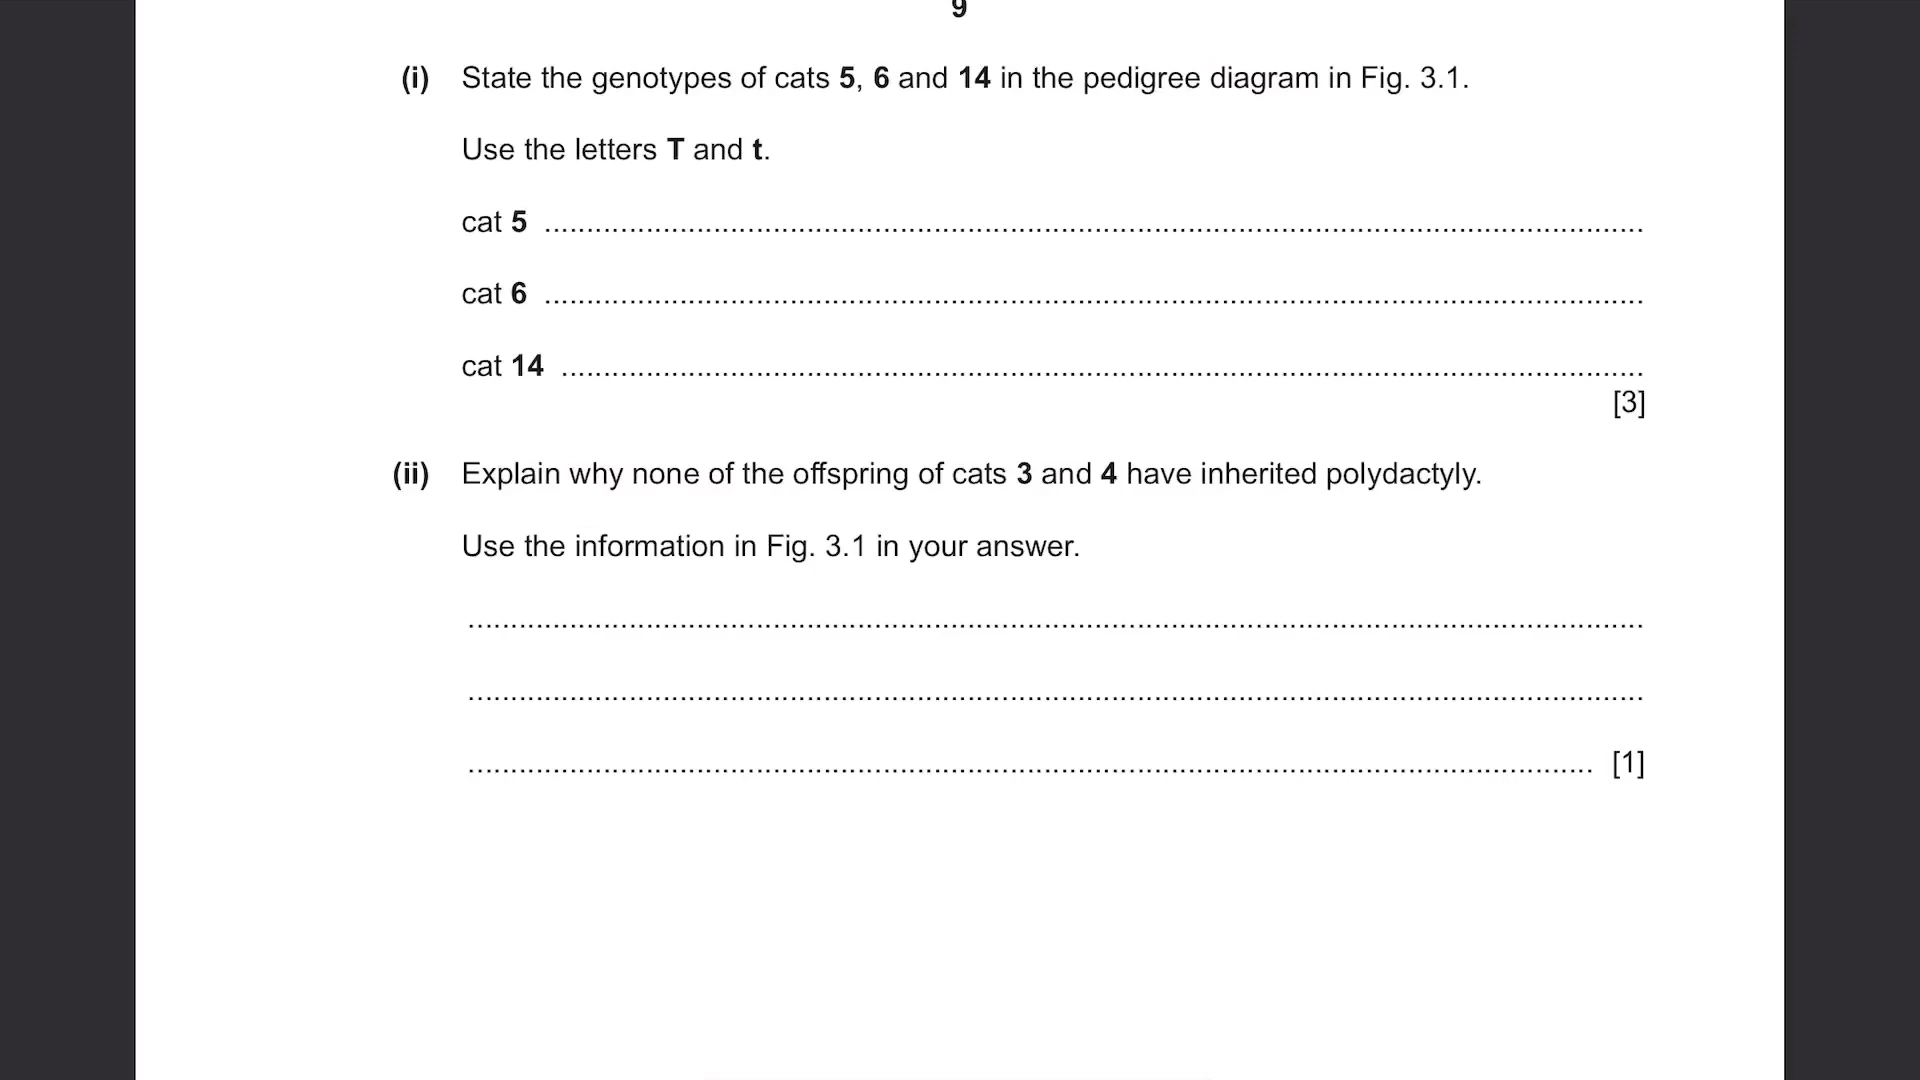 9
(i) State the genotypes of cats 5, 6 and 14 in the pedigree diagram in Fig. 3.1.
Use the letters T and t.
cat 5 ..........................................................................................................................................
cat 6 ..........................................................................................................................................
cat 14 ........................................................................................................................................
[3]
(ii) Explain why none of the offspring of cats 3 and 4 have inherited polydactyly.
Use the information in Fig. 3.1 in your answer.
...................................................................................................................................................
...................................................................................................................................................
............................................................................................................................................. [1]